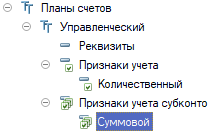 Планы счетов
Управленческий
Реквизиты
Признаки учета
Количественный
Признаки учета субконто
Суммовой